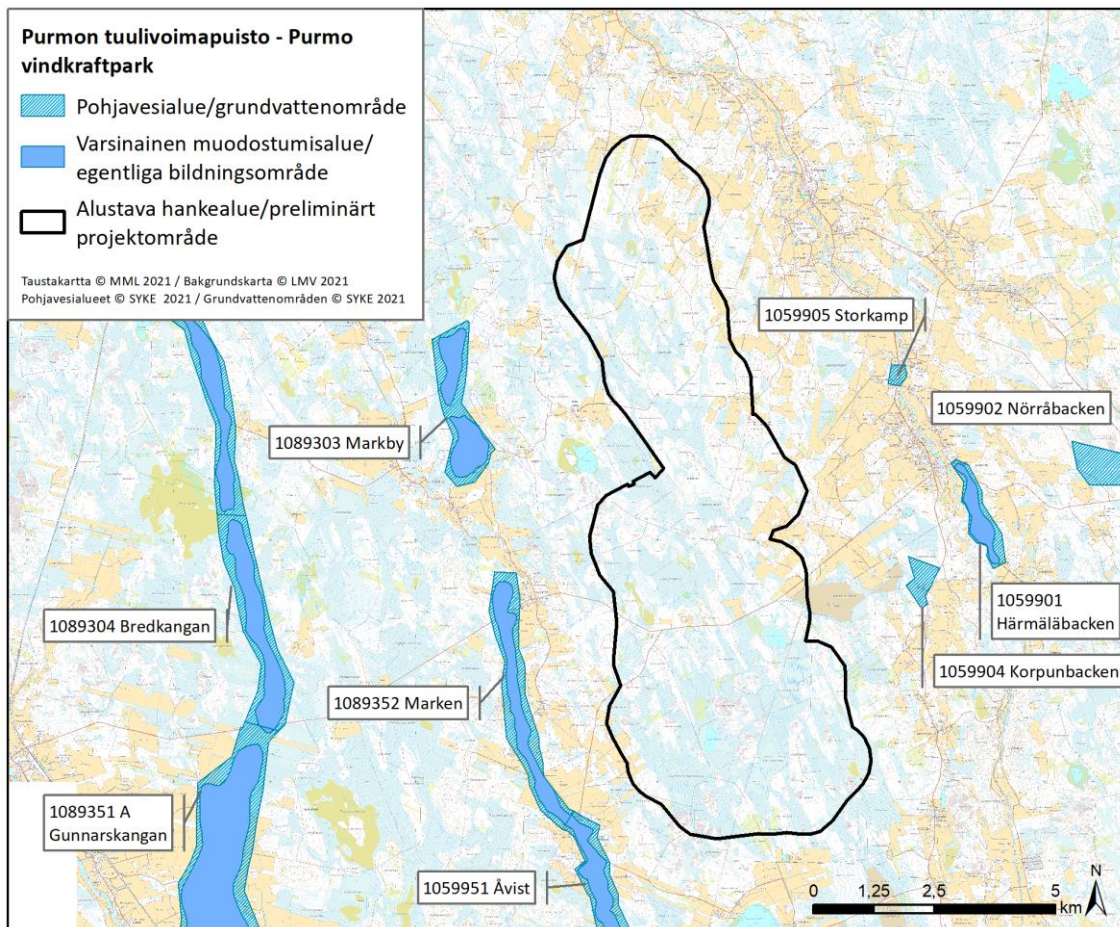 Purmon tuulivoimapuisto - Purmo
vindkraftpark
Pohjavesialue/grundvattenområde
Varsinainen muodostumisalue/
egentliga bildningsområde
Alustava hankealue/preliminärt
projektområde
Taustakartta © MML 2021 / Bakgrundskarta © LMV 2021
Pohjavesialueet © SYKE 2021 / Grundvattenområden © SYKE 2021
1059905 Storkamp
1059902 Nörråbacken
1089303 Markby
1059901
Härmäläbacken
1089304 Bredkangan
1059904 Korpunbacken
1089352 Marken
1089351 A
Gunnarskangan
1059951 Åvist
N
0 1,25 2,5 5
km